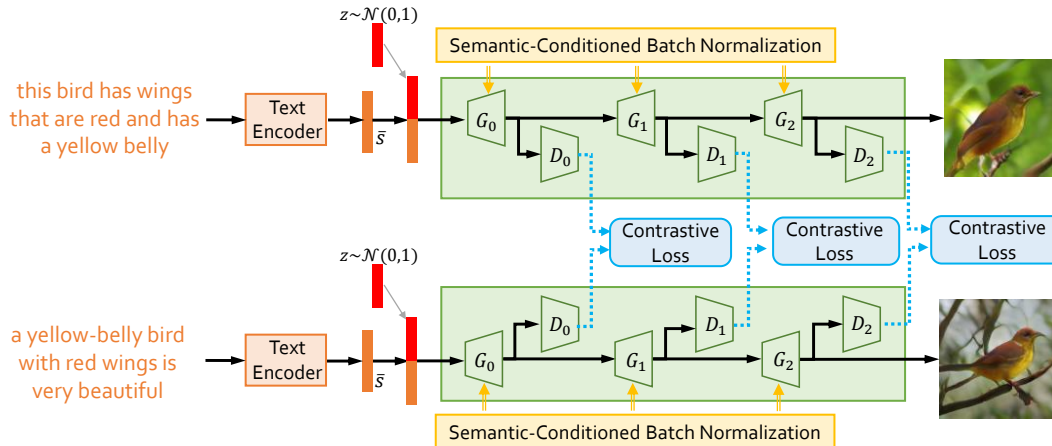 z~𝒩(0,1)
Semantic-Conditioned Batch Normalization
this bird has wings
that are red and has
a yellow belly
Text
Encoder
s̄
G₀
G₁
G₂
D₀
D₁
D₂
Contrastive
Loss
Contrastive
Loss
Contrastive
Loss
z~𝒩(0,1)
a yellow-belly bird
with red wings is
very beautiful
Text
Encoder
s̄
D₀
D₁
D₂
G₀
G₁
G₂
Semantic-Conditioned Batch Normalization